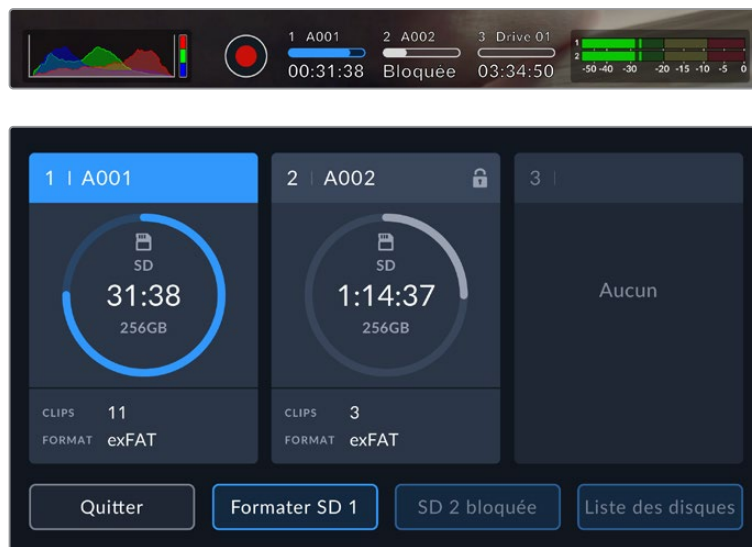 1 A001 2 A002 3 Drive 01
00:31:38 Bloquée 03:34:50
1
2
-50 -40 -30 -20 -15 -10 -5 0
1 | A001
SD
31:38
256GB
CLIPS 11
FORMAT exFAT
2 | A002
SD
1:14:37
256GB
CLIPS 3
FORMAT exFAT
3 |
Aucun
Quitter Formater SD 1 SD 2 bloquée Liste des disques